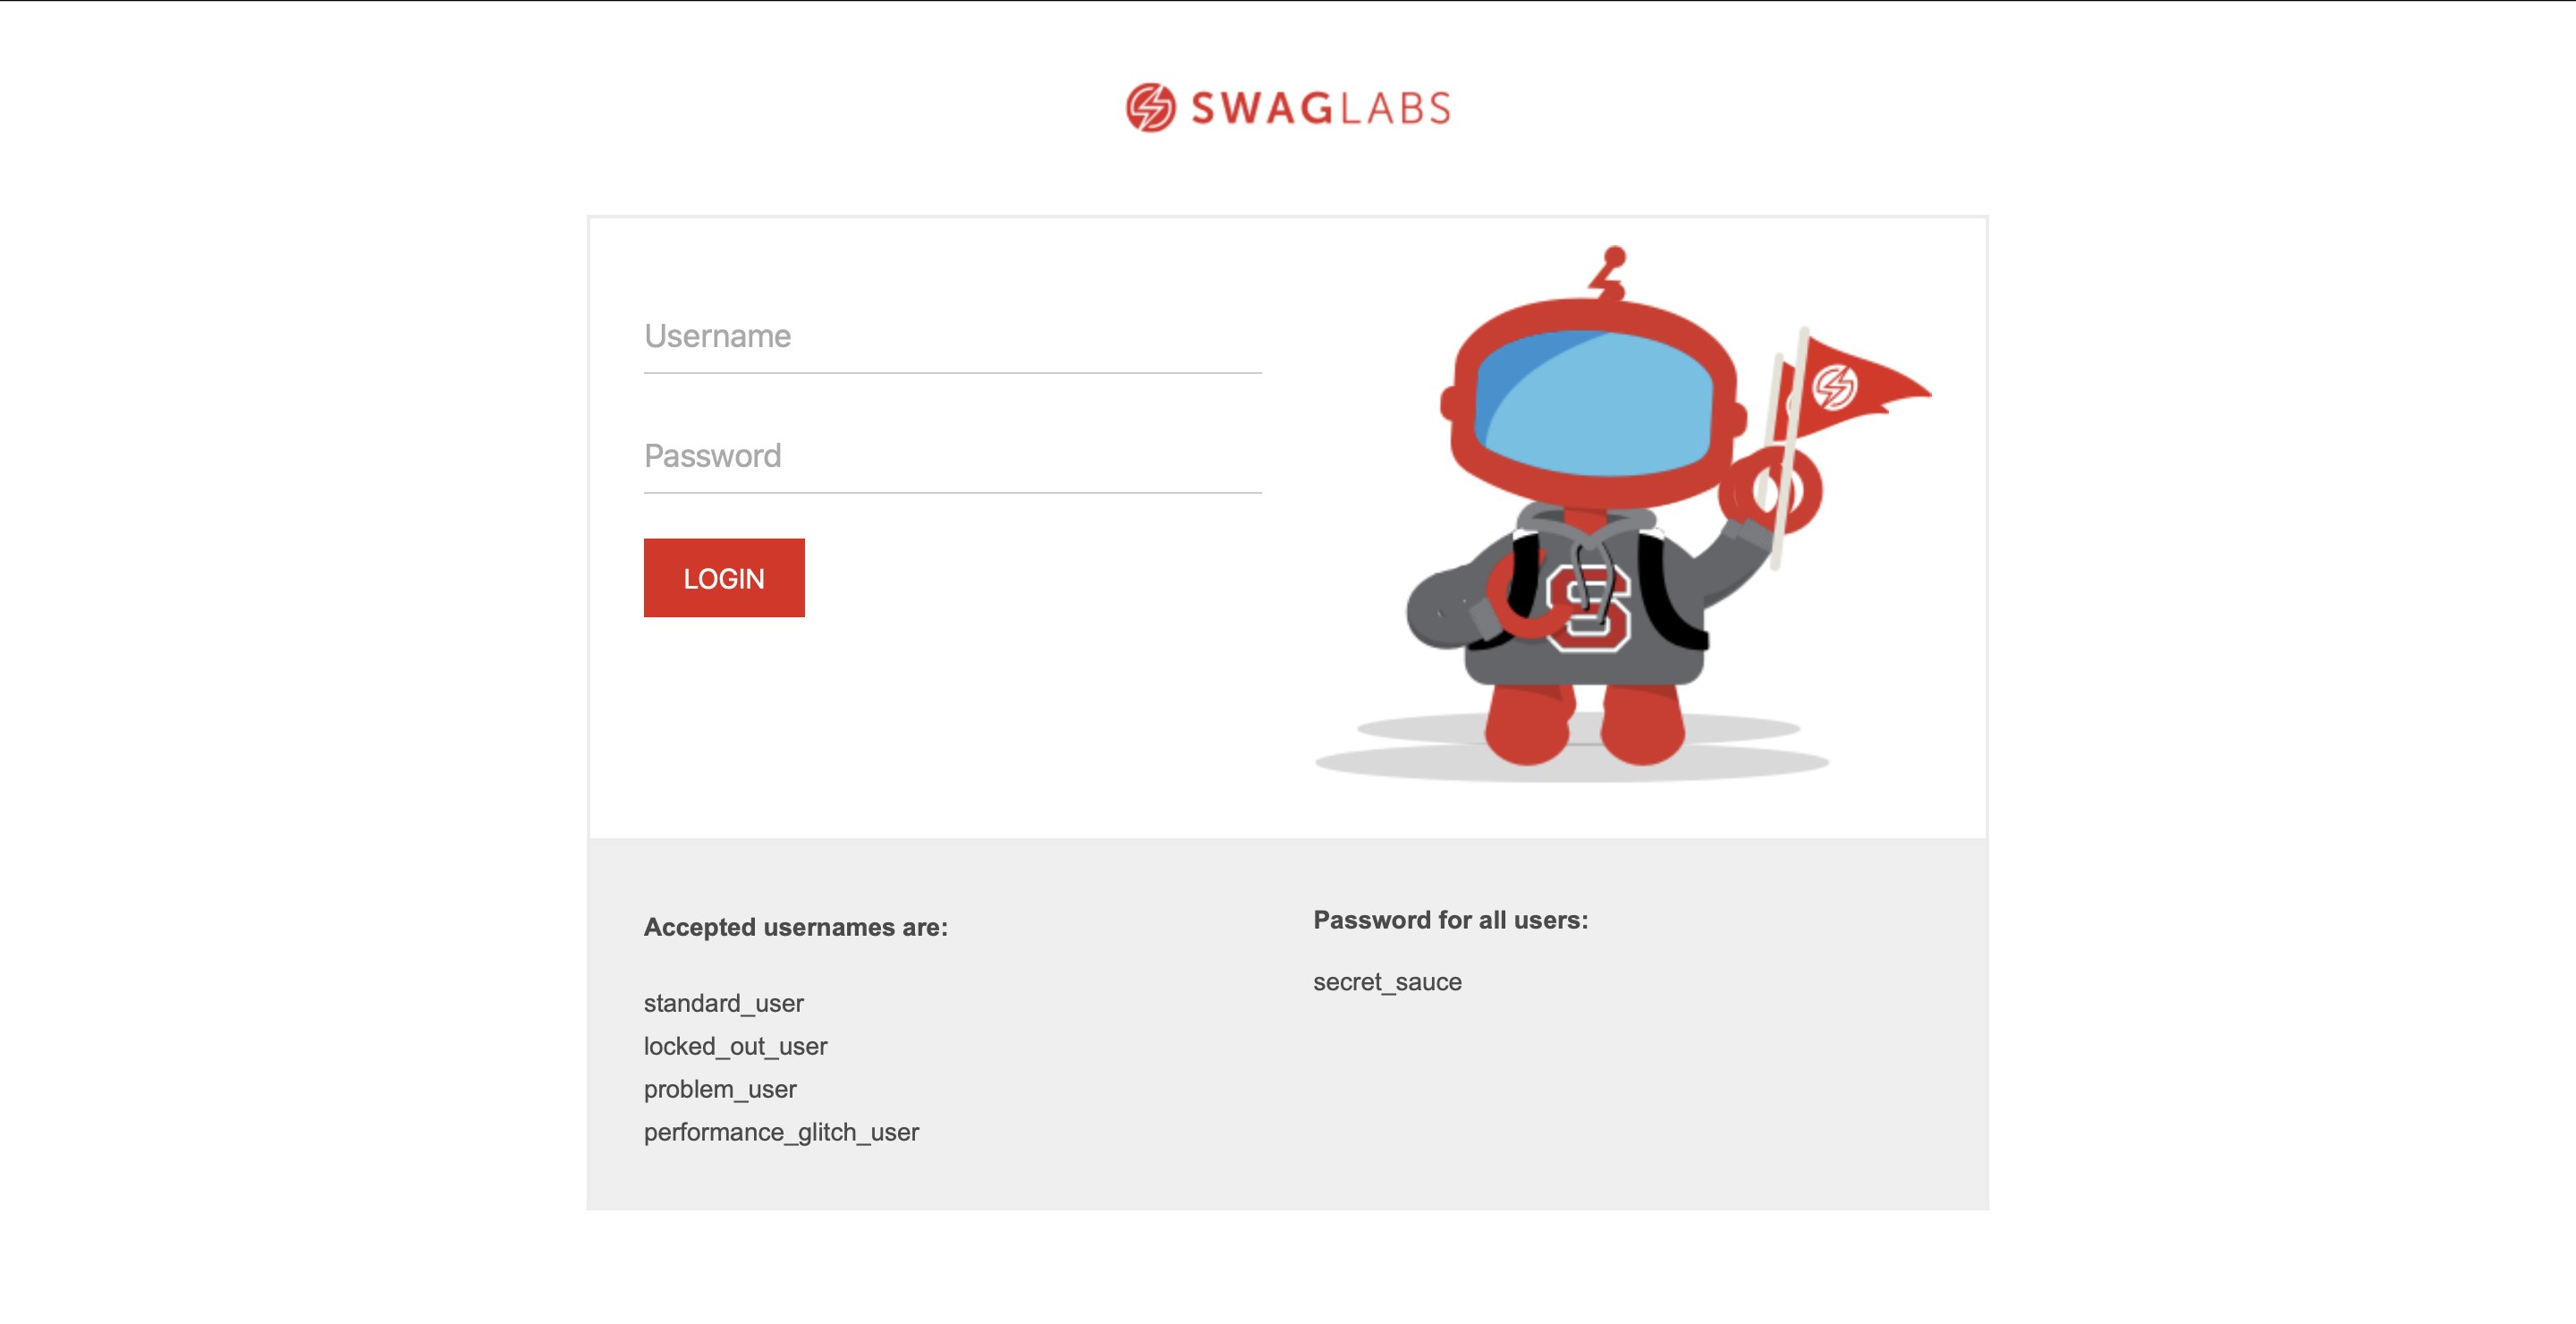 SWAGLABS
Username
Password
LOGIN
S
Accepted usernames are:
standard_user
locked_out_user
problem_user
performance_glitch_user
Password for all users:
secret_sauce